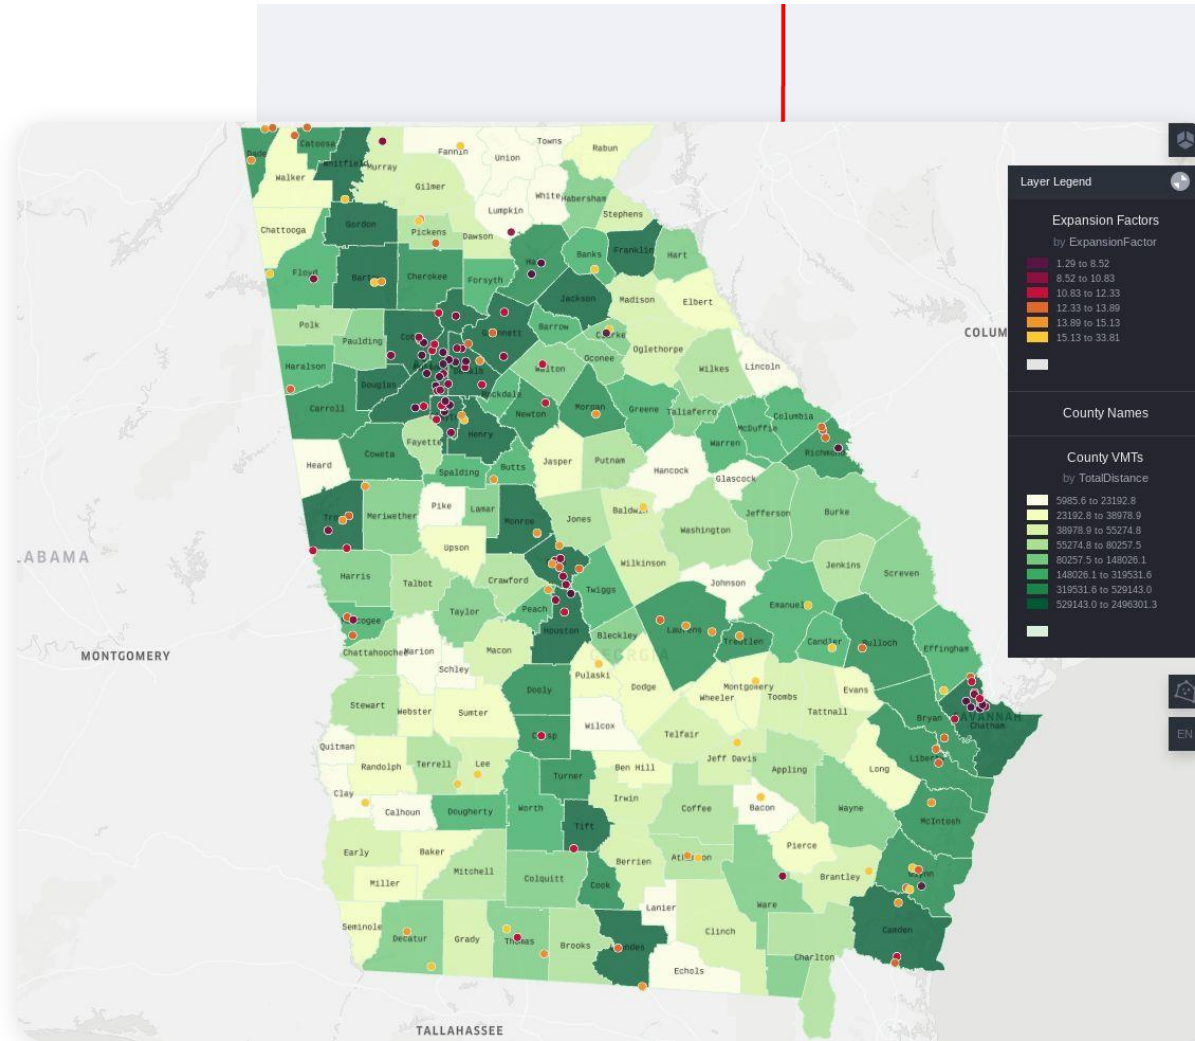 Towns
Fannin
Union
Rabun
Catoosa
Dade
Whitfield
Murray
Walker
Gilmer
White
Habersham
Lumpkin
Stephens
Chattooga
Gordon
Pickens
Dawson
Franklin
Hart
Banks
Floyd
Cherokee
Forsyth
Jackson
Madison
Elbert
Polk
Paulding
Barrow
Oconee
Oglethorpe
Wilkes
Lincoln
Haralson
Douglas
Walton
Carroll
Newton
Morgan
Greene
Taliaferro
Columbia
McDuffie
Warren
Richmond
Henry
Fayette
Coweta
Heard
Spalding
Butts
Jasper
Putnam
Hancock
Glascock
Pike
Lamar
Meriwether
Monroe
Jones
Baldwin
Washington
Jefferson
Burke
Upson
Wilkinson
Jenkins
Screven
Harris
Talbot
Crawford
Twiggs
Johnson
Taylor
Peach
Emanuel
Houston
Bleckley
Laurens
Treutlen
Candler
Bulloch
Effingham
Chattahoochee
Marion
Macon
GEORGIA
Schley
Pulaski
Dodge
Montgomery
Wheeler
Toombs
Evans
Tattnall
Dooly
Stewart
Webster
Sumter
Wilcox
Telfair
Bryan
SAVANNAH
Chatham
Quitman
Randolph
Terrell
Lee
Turner
Ben Hill
Jeff Davis
Appling
Long
Clay
Calhoun
Dougherty
Worth
Irwin
Coffee
Bacon
Wayne
McIntosh
Tift
Early
Baker
Mitchell
Berrien
Pierce
Brantley
Miller
Colquitt
Cook
Lanier
Ware
Seminole
Decatur
Grady
Thomas
Brooks
Clinch
Camden
Echols
Charlton
COLUM
ABAMA
MONTGOMERY
TALLAHASSEE
Layer Legend
Expansion Factors
by ExpansionFactor
1.29 to 8.52
8.52 to 10.83
10.83 to 12.33
12.33 to 13.89
13.89 to 15.13
15.13 to 33.81
County Names
County VMTs
by TotalDistance
5985.6 to 23192.8
23192.8 to 38978.9
38978.9 to 55274.8
55274.8 to 80257.5
80257.5 to 148026.1
148026.1 to 319531.6
319531.6 to 529143.0
529143.0 to 2496301.3
EN